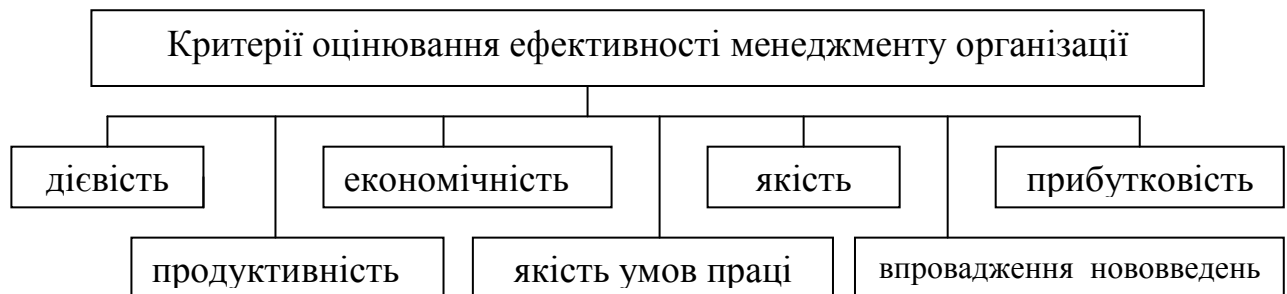 Критерії оцінювання ефективності менеджменту організації
дієвість
економічність
якість
прибутковість
продуктивність
якість умов праці
впровадження нововведень